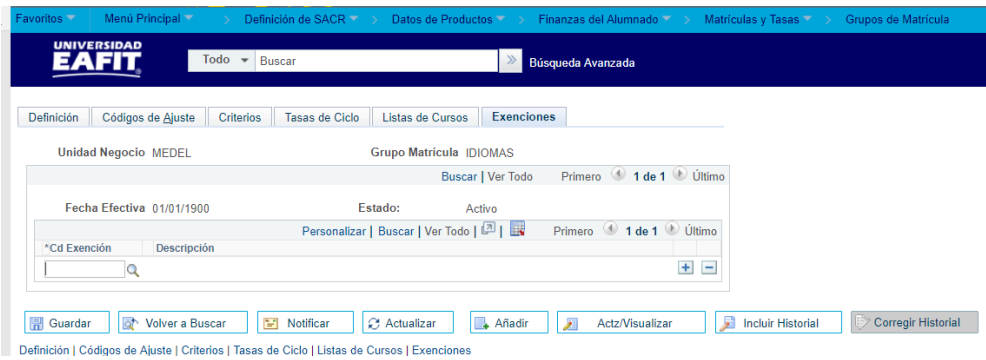 Favoritos Menú Principal > Definición de SACR > Datos de Productos > Finanzas del Alumnado > Matrículas y Tasas > Grupos de Matrícula
UNIVERSIDAD
EAFIT Todo Buscar Búsqueda Avanzada
Definición Códigos de Ajuste Criterios Tasas de Ciclo Listas de Cursos Exenciones
Unidad Negocio MEDEL Grupo Matrícula IDIOMAS
Buscar | Ver Todo Primero 1 de 1 Último
Fecha Efectiva 01/01/1900 Estado: Activo
Personalizar | Buscar | Ver Todo | | Primero 1 de 1 Último
*Cd Exención Descripción
Guardar Volver a Buscar Notificar Actualizar Añadir Actz/Visualizar Incluir Historial Corregir Historial
Definición | Códigos de Ajuste | Criterios | Tasas de Ciclo | Listas de Cursos | Exenciones